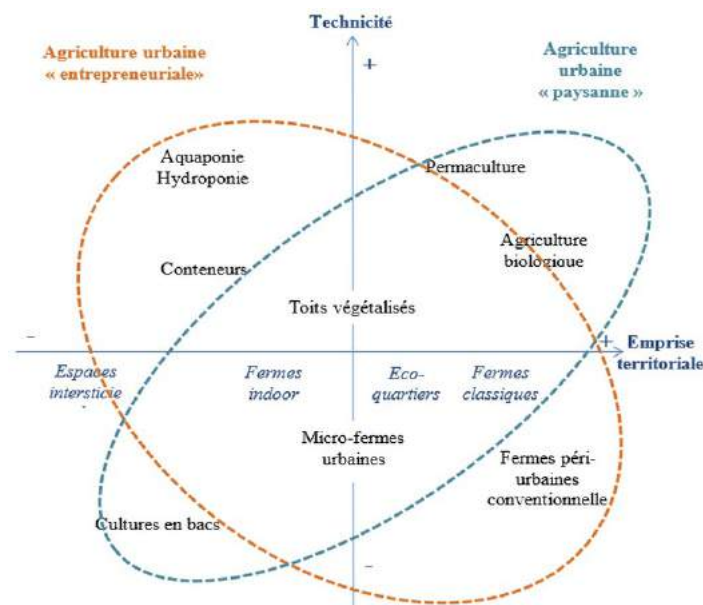 Technicité
Agriculture urbaine
« entrepreneuriale»
Agriculture
urbaine
« paysanne »
+
Aquaponie
Hydroponie
Permaculture
Agriculture
biologique
Conteneurs
Toits végétalisés
-
+
Emprise
territoriale
Espaces
intersticie
Fermes
indoor
Eco-
quartiers
Fermes
classiques
Micro-fermes
urbaines
Fermes péri-
urbaines
conventionnelle
Cultures en bacs
-